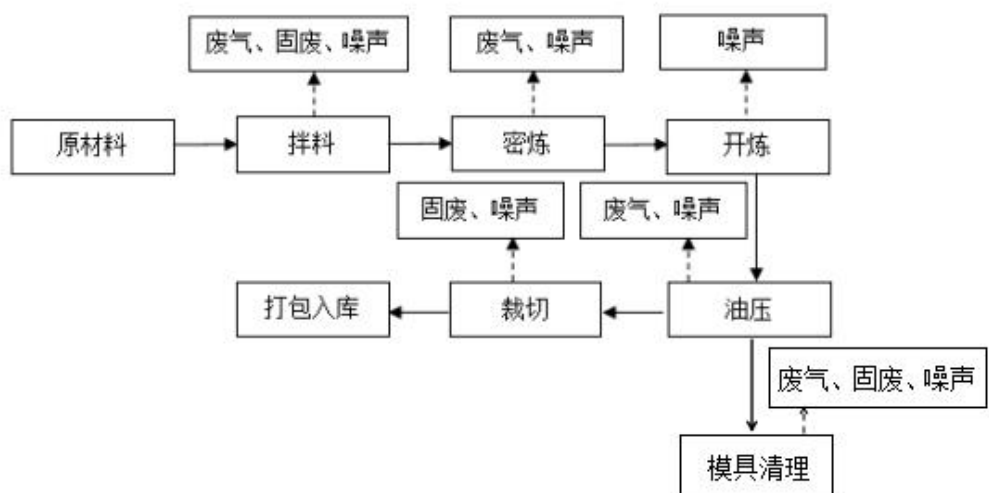 废气、固废、噪声
废气、噪声
噪声
原材料
拌料
密炼
开炼
固废、噪声
废气、噪声
打包入库
裁切
油压
废气、固废、噪声
模具清理